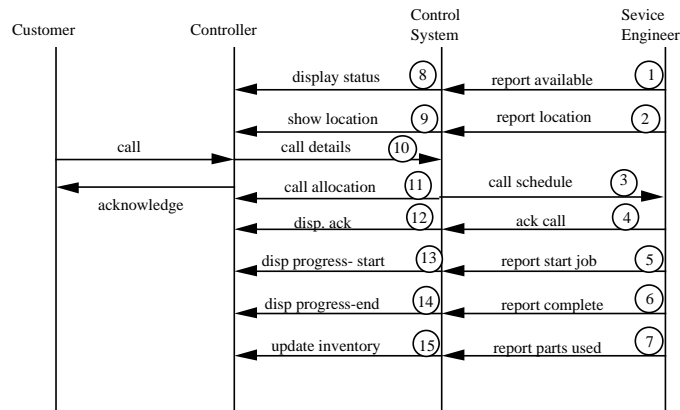 Customer
Controller
Control
System
Sevice
Engineer
display status
8
report available
1
show location
9
report location
2
call
call details
10
acknowledge
call allocation
11
call schedule
3
disp. ack
12
ack call
4
disp progress- start
13
report start job
5
disp progress-end
14
report complete
6
update inventory
15
report parts used
7